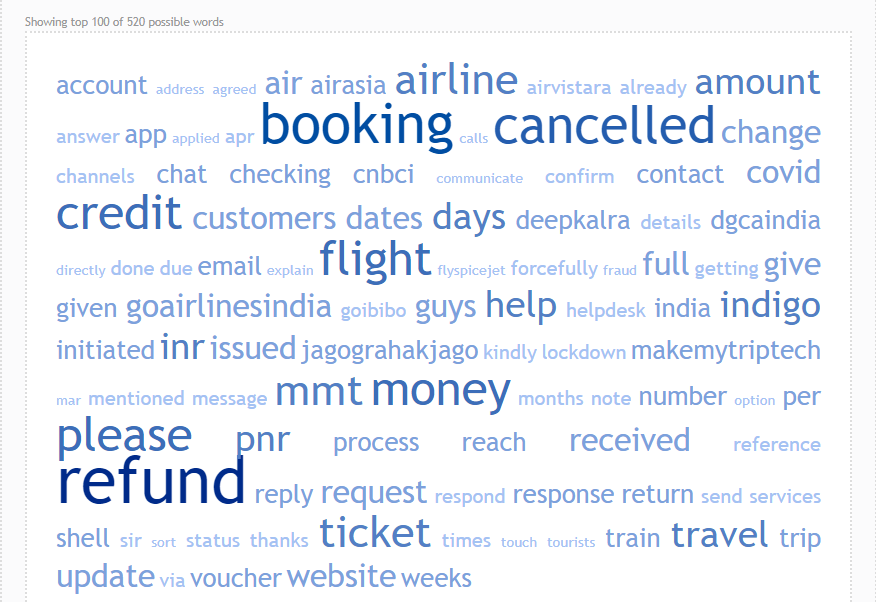 Showing top 100 of 520 possible words
account address agreed air airasia airline airvistara already amount
answer app applied apr booking calls cancelled change
channels chat checking cnbci communicate confirm contact covid
credit customers dates days deepkalra details dgcaindia
directly done due email explain flight flyspicejet forcefully fraud full getting give
given goairlinesindia goibibo guys help helpdesk india indigo
initiated inr issued jagograhakjago kindly lockdown makemytriptech
mar mentioned message mmt money months note number option per
please pnr process reach received reference
refund reply request respond response return send services
shell sir sort status thanks ticket times touch tourists train travel trip
update via voucher website weeks